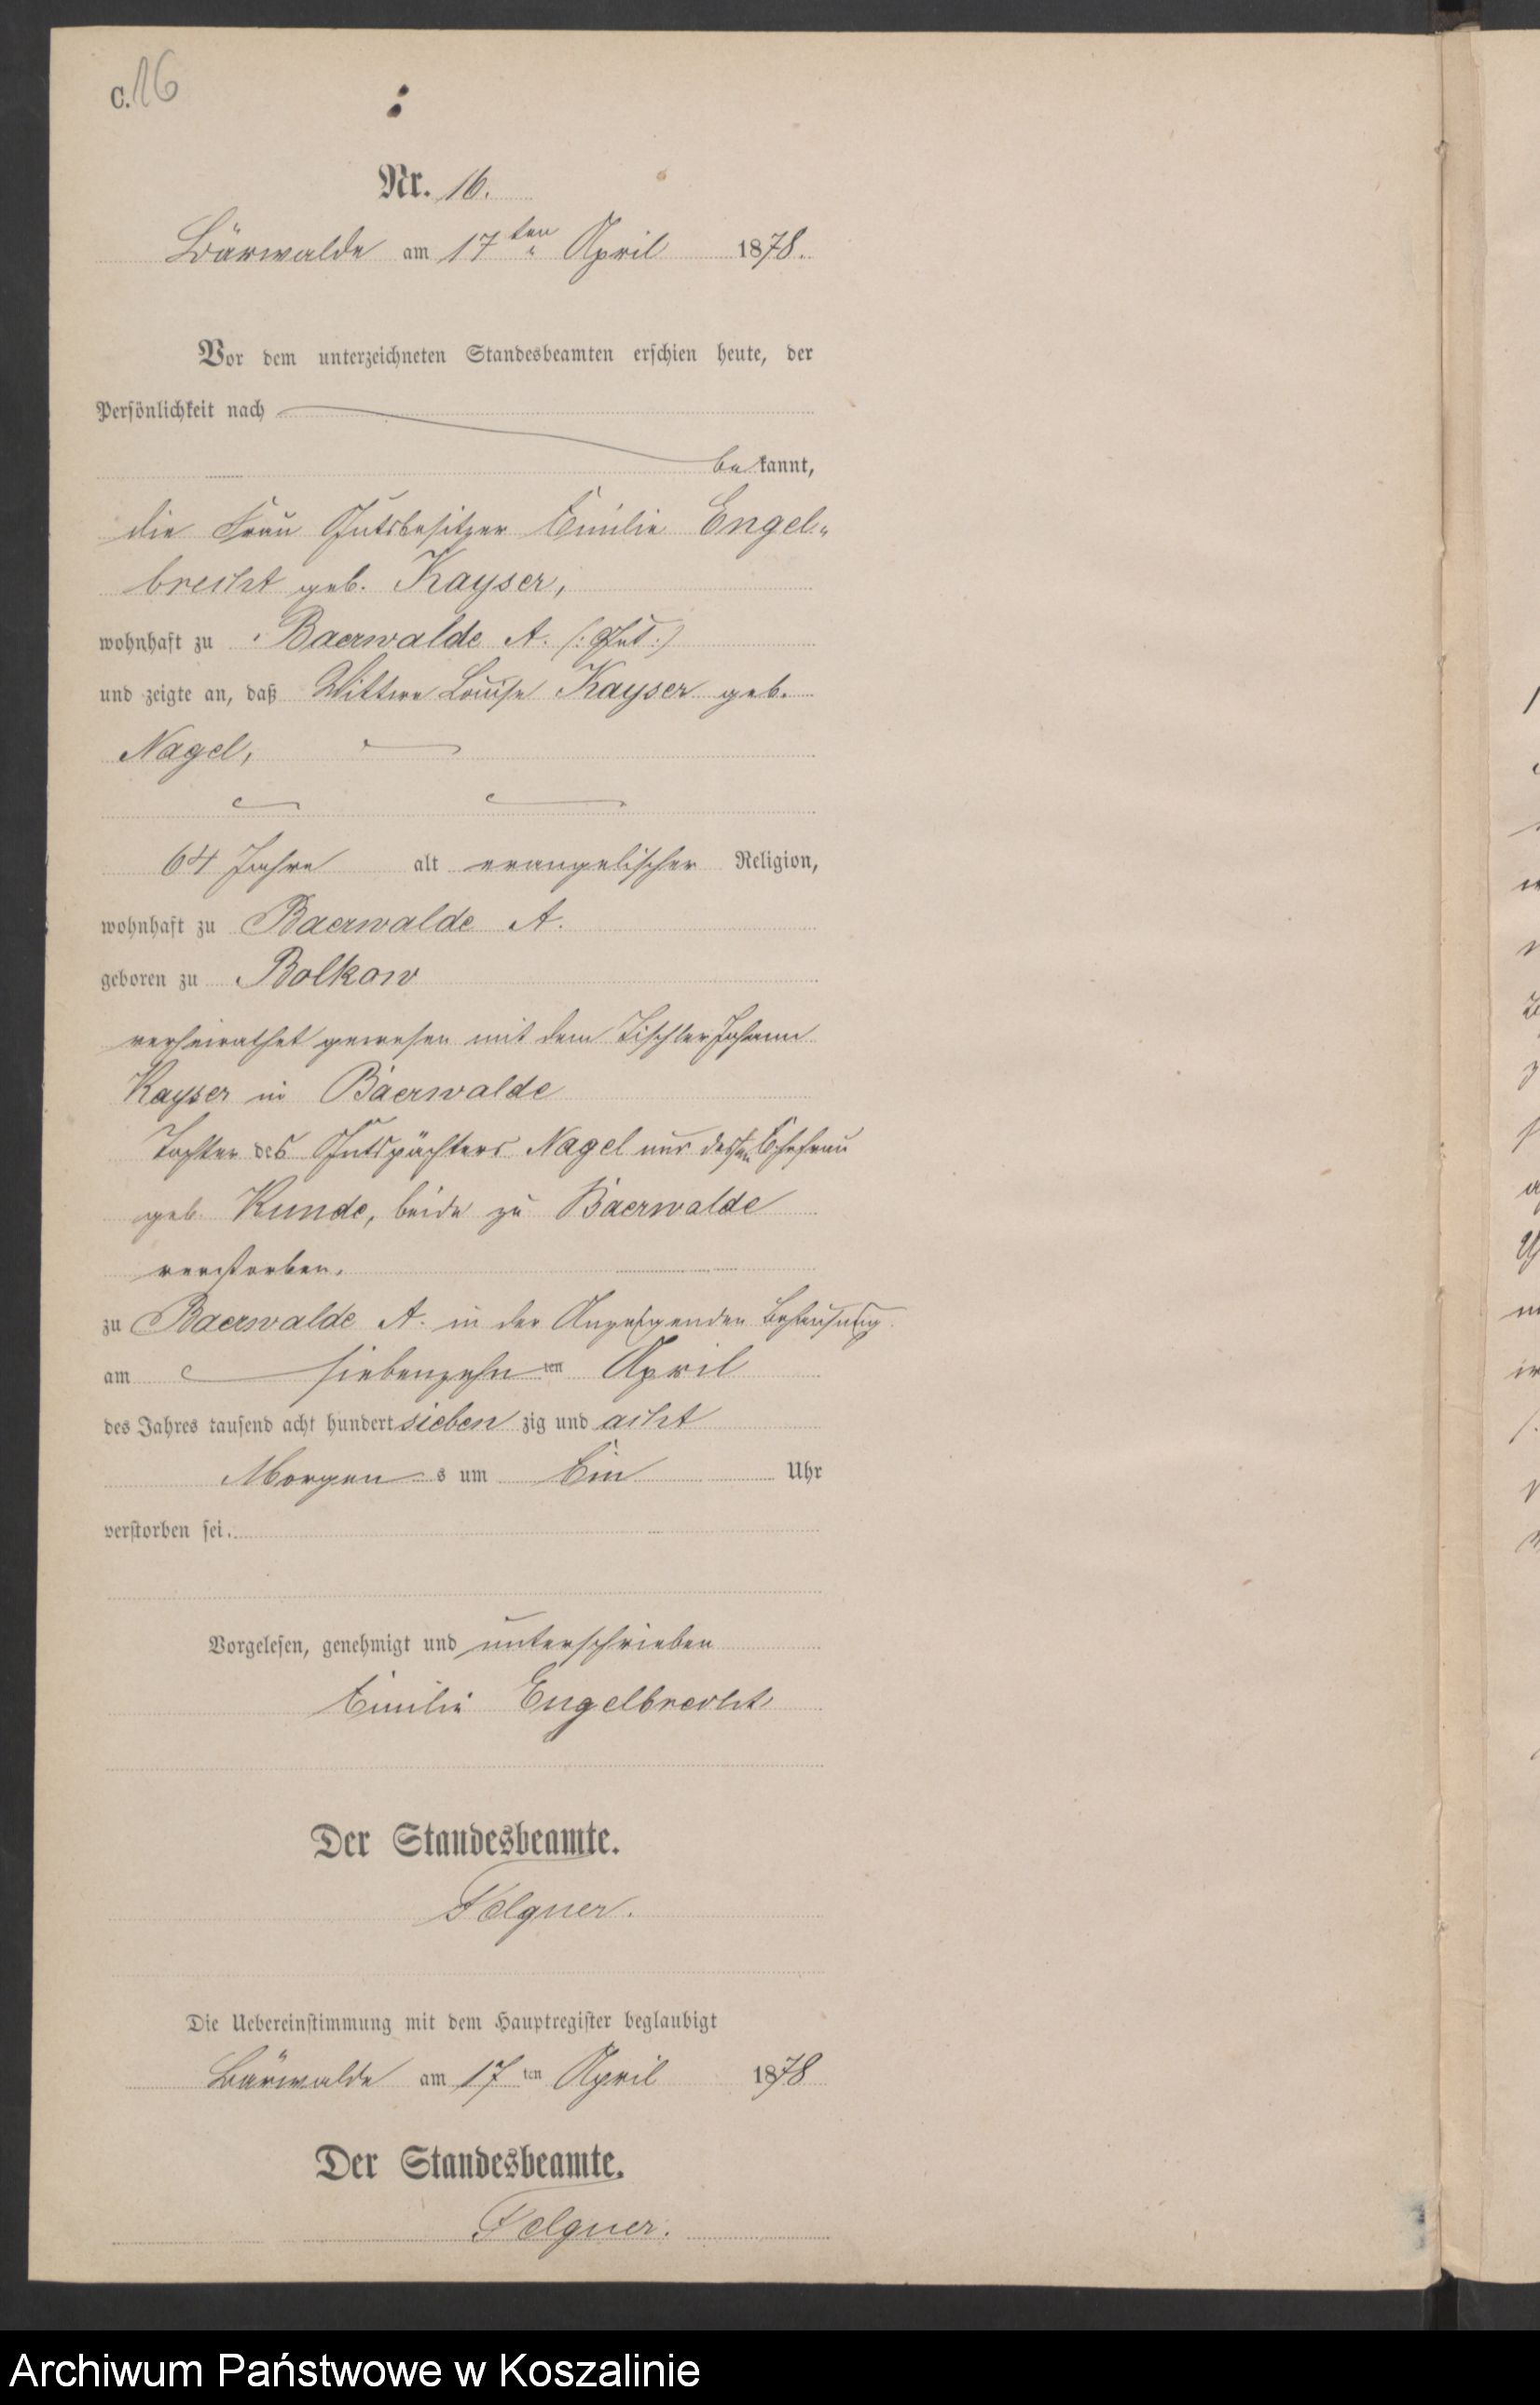 C. 16
Nr. 16.
Bärwalde am 17ten April 1878.
Vor dem unterzeichneten Standesbeamten erschien heute, der
Persönlichkeit nach
bekannt,
die Frau Gutsbesitzer Emilie Engel-
brecht geb. Kayser,
wohnhaft zu Baerwalde A. (: Gut :)
und zeigte an, daß Wittwe Louise Kayser geb.
Nagel,
64 Jahre alt evangelischer Religion,
wohnhaft zu Baerwalde A.
geboren zu Bolkow
verheirathet gewesen mit dem Tischler Johann
Kayser in Baerwalde
Tochter des Gutspächters Nagel und dessen Ehefrau
geb. Kunde, beide zu Baerwalde
verstorben.
zu Baerwalde A. in der Anzeigenden Behausung
am siebenzehnten April
des Jahres tausend acht hundert siebenzig und acht
Morgens um Ein Uhr
verstorben sei.
Vorgelesen, genehmigt und unterschrieben
Emilie Engelbrecht
Der Standesbeamte.
Felgner.
Die Uebereinstimmung mit dem Hauptregister beglaubigt
Bärwalde am 17ten April 1878
Der Standesbeamte.
Felgner.
Archiwum Państwowe w Koszalinie